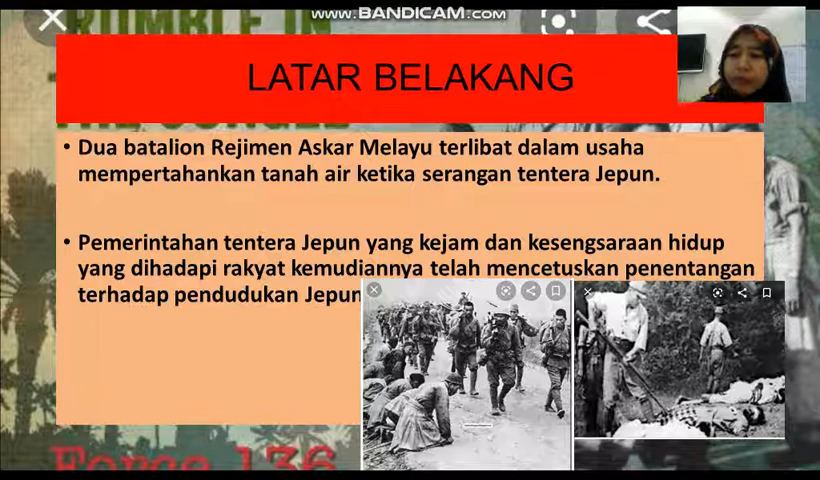 WWW.BANDICAM.COM
RUMBLE IN
LATAR BELAKANG
• Dua batalion Rejimen Askar Melayu terlibat dalam usaha
mempertahankan tanah air ketika serangan tentera Jepun.
• Pemerintahan tentera Jepun yang kejam dan kesengsaraan hidup
yang dihadapi rakyat kemudiannya telah mencetuskan penentangan
terhadap pendudukan Jepun
Force 136